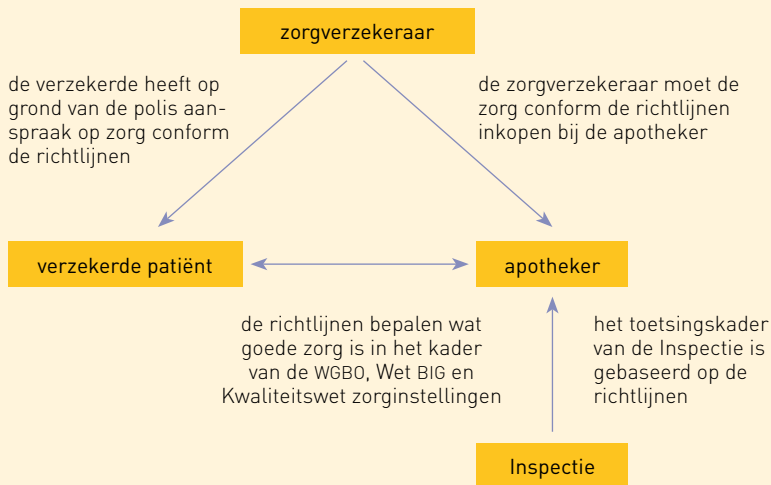 zorgverzekeraar
de verzekerde heeft op
grond van de polis aan-
spraak op zorg conform
de richtlijnen
de zorgverzekeraar moet de
zorg conform de richtlijnen
inkopen bij de apotheker
verzekerde patiënt
apotheker
de richtlijnen bepalen wat
goede zorg is in het kader
van de WGBO, Wet BIG en
Kwaliteitswet zorginstellingen
het toetsingskader
van de Inspectie is
gebaseerd op de
richtlijnen
Inspectie